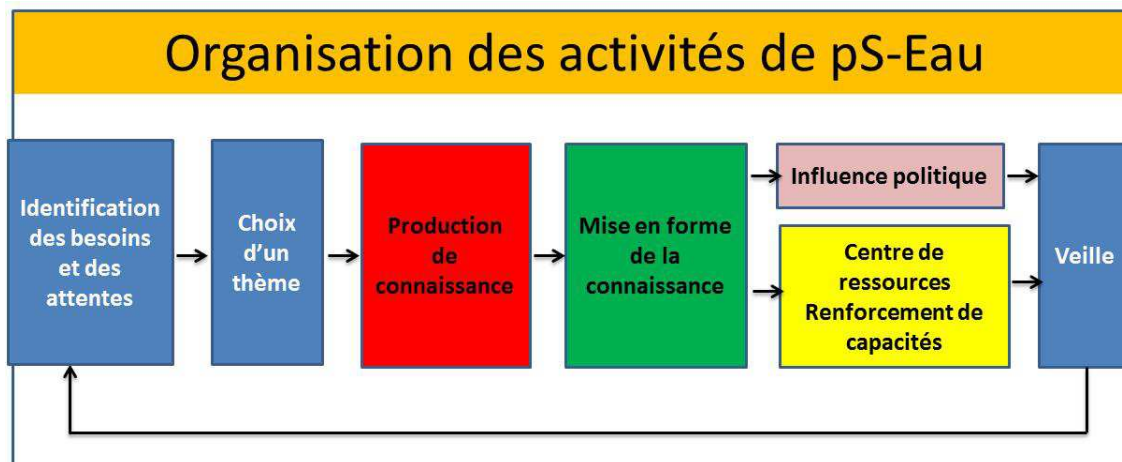 Organisation des activités de pS-Eau
Identification
des besoins
et des
attentes
Choix
d'un
thème
Production
de
connaissance
Mise en forme
de la
connaissance
Influence politique
Centre de
ressources
Renforcement de
capacités
Veille